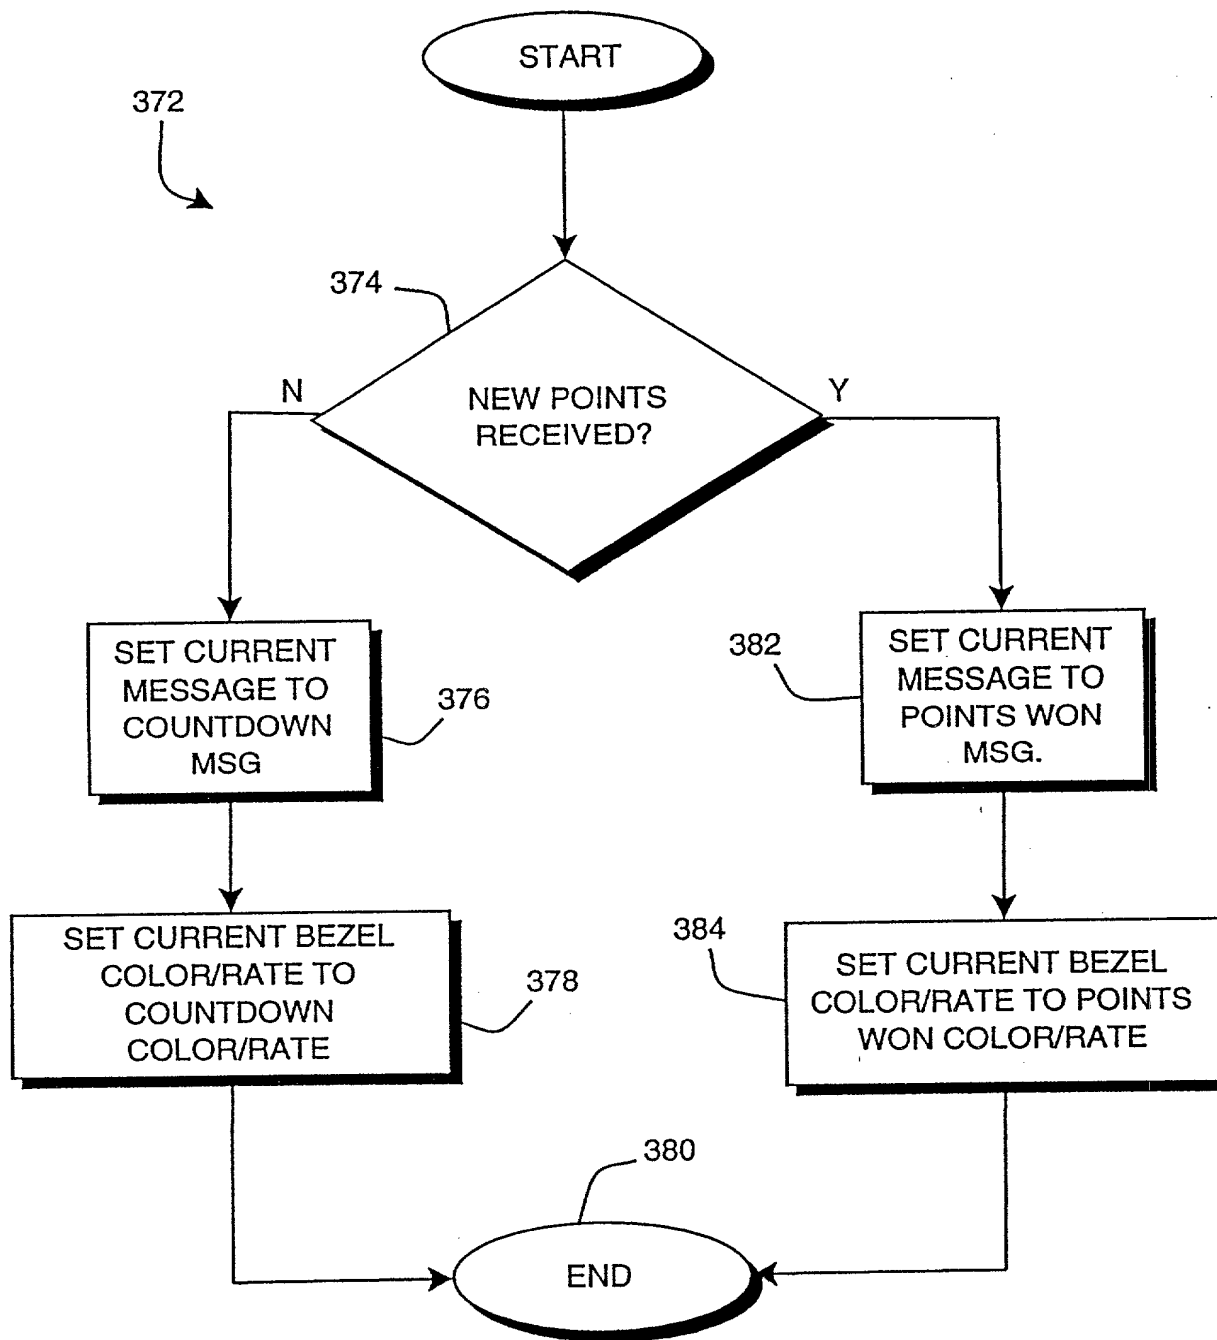 START
372
374
N
Y
NEW POINTS
RECEIVED?
SET CURRENT
MESSAGE TO
COUNTDOWN
MSG
376
382
SET CURRENT
MESSAGE TO
POINTS WON
MSG.
SET CURRENT BEZEL
COLOR/RATE TO
COUNTDOWN
COLOR/RATE
378
384
SET CURRENT BEZEL
COLOR/RATE TO POINTS
WON COLOR/RATE
380
END